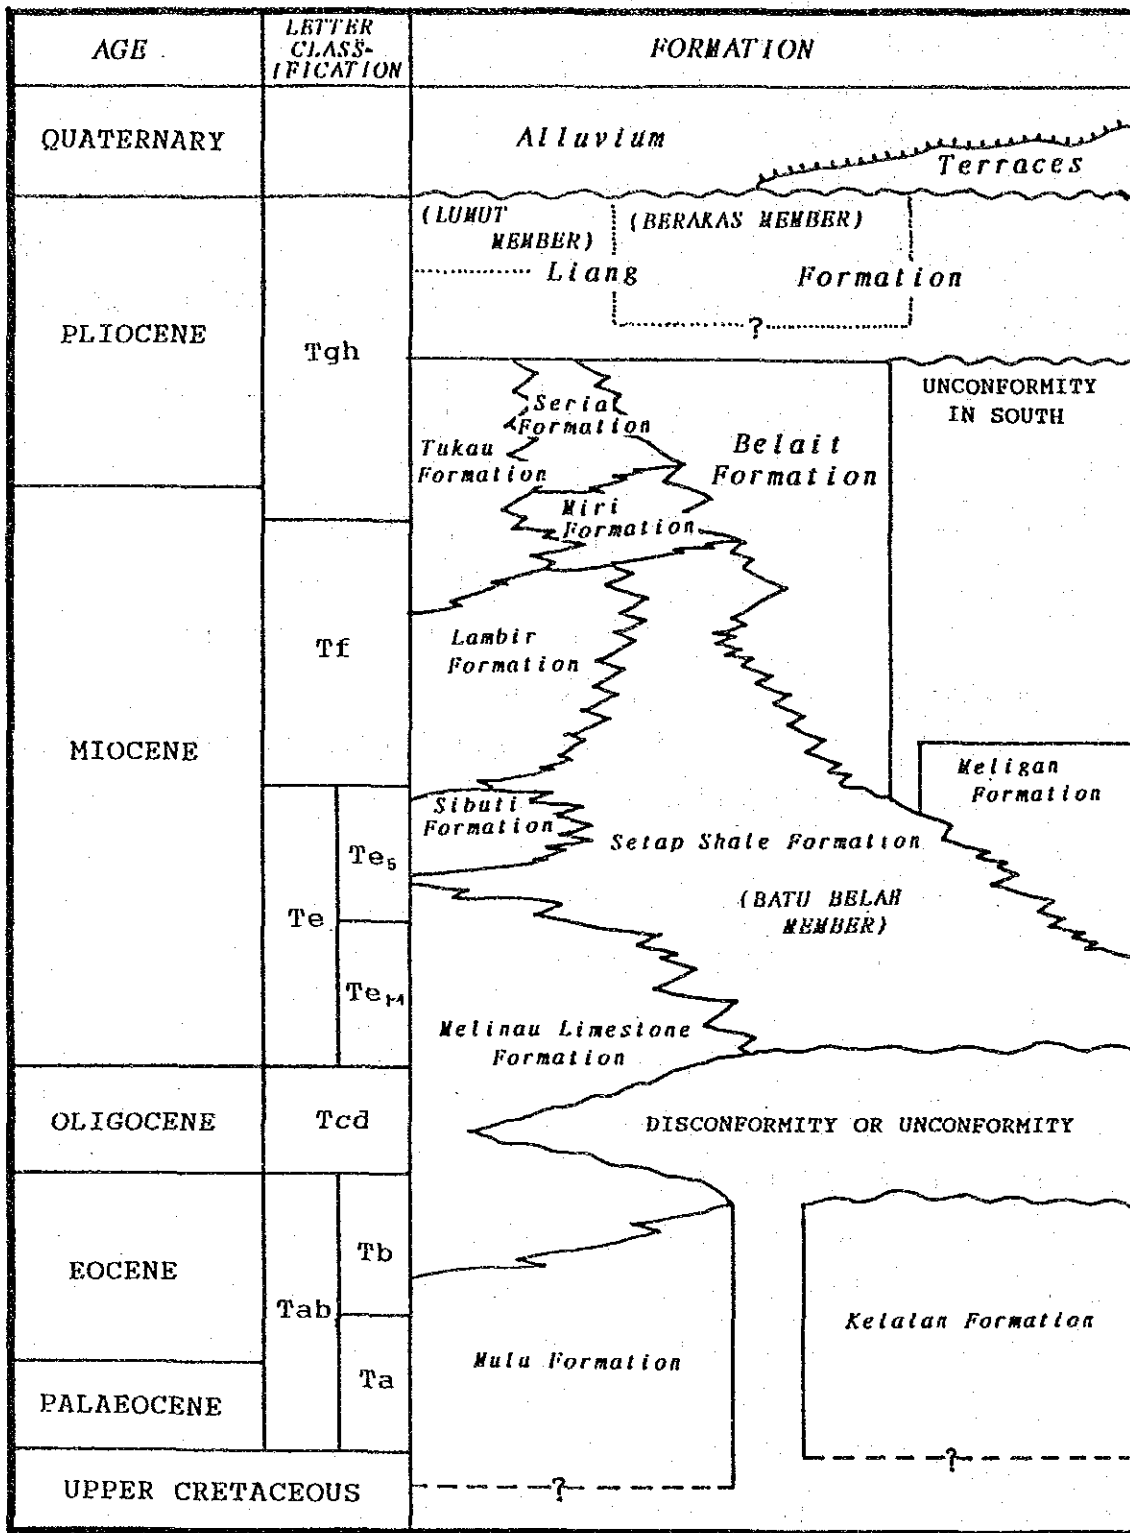 AGE
LETTER
CLASS-
IFICATION
FORMATION
QUATERNARY
Alluvium
Terraces
(LUMUT
MEMBER)
(BERAKAS MEMBER)
Liang Formation
?
PLIOCENE
Tgh
UNCONFORMITY
IN SOUTH
Seria
Formation
Tukau
Formation
Belait
Formation
Miri
Formation
MIOCENE
Tf
Lambir
Formation
Meligan
Formation
Sibuti
Formation
Setap Shale Formation
Te5
(BATU BELAH
MEMBER)
Te
Te1-4
Melinau Limestone
Formation
OLIGOCENE
Tcd
DISCONFORMITY OR UNCONFORMITY
EOCENE
Tb
Tab
Kelalan Formation
Mulu Formation
Ta
PALAEOCENE
?
UPPER CRETACEOUS
?